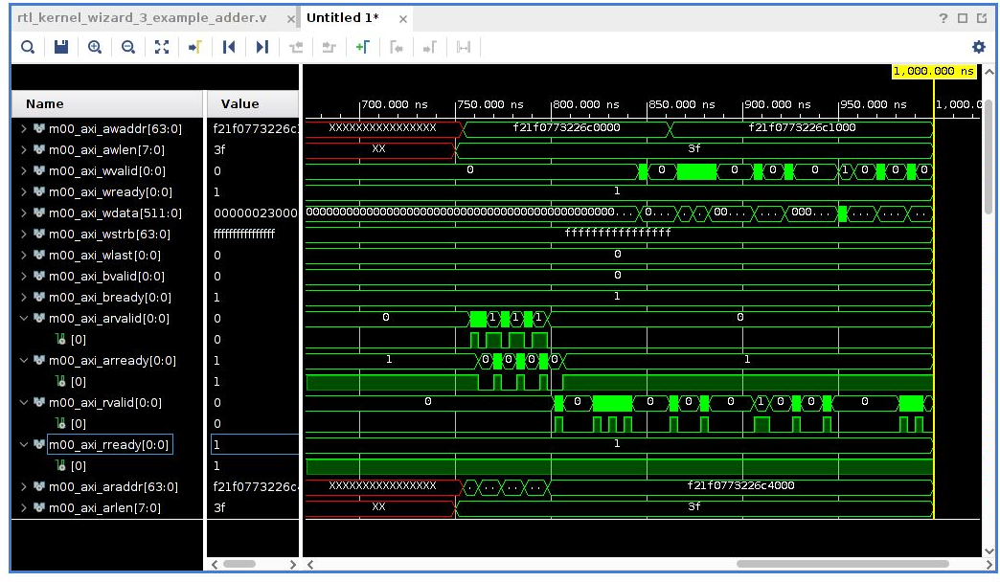 rtl_kernel_wizard_3_example_adder.v × Untitled 1* ×
1,000.000 ns
Name Value 700.000 ns 750.000 ns 800.000 ns 850.000 ns 900.000 ns 950.000 ns 1,000.0
m00_axi_awaddr[63:0] f21f0773226c XXXXXXXXXXXXXXXX f21f0773226c0000 f21f0773226c1000
m00_axi_awlen[7:0] 3f XX 3f
m00_axi_wvalid[0:0] 0 0 0 0 0 0 1 0 0 0
m00_axi_wready[0:0] 1 1
m00_axi_wdata[511:0] 00000023000 0000000000000000000000000000000000000000000000... 0... 00... 000...
m00_axi_wstrb[63:0] ffffffffffffffff ffffffffffffffff
m00_axi_wlast[0:0] 0 0
m00_axi_bvalid[0:0] 0 0
m00_axi_bready[0:0] 1 1
m00_axi_arvalid[0:0] 0 0 1 1 1 0
[0] 0
m00_axi_arready[0:0] 1 1 0 0 0 0 1
[0] 1
m00_axi_rvalid[0:0] 0 0 0 0 0 0 1 0 0 0
[0] 0
m00_axi_rready[0:0] 1 1
[0] 1
m00_axi_araddr[63:0] f21f0773226c XXXXXXXXXXXXXXXX f21f0773226c4000
m00_axi_arlen[7:0] 3f XX 3f